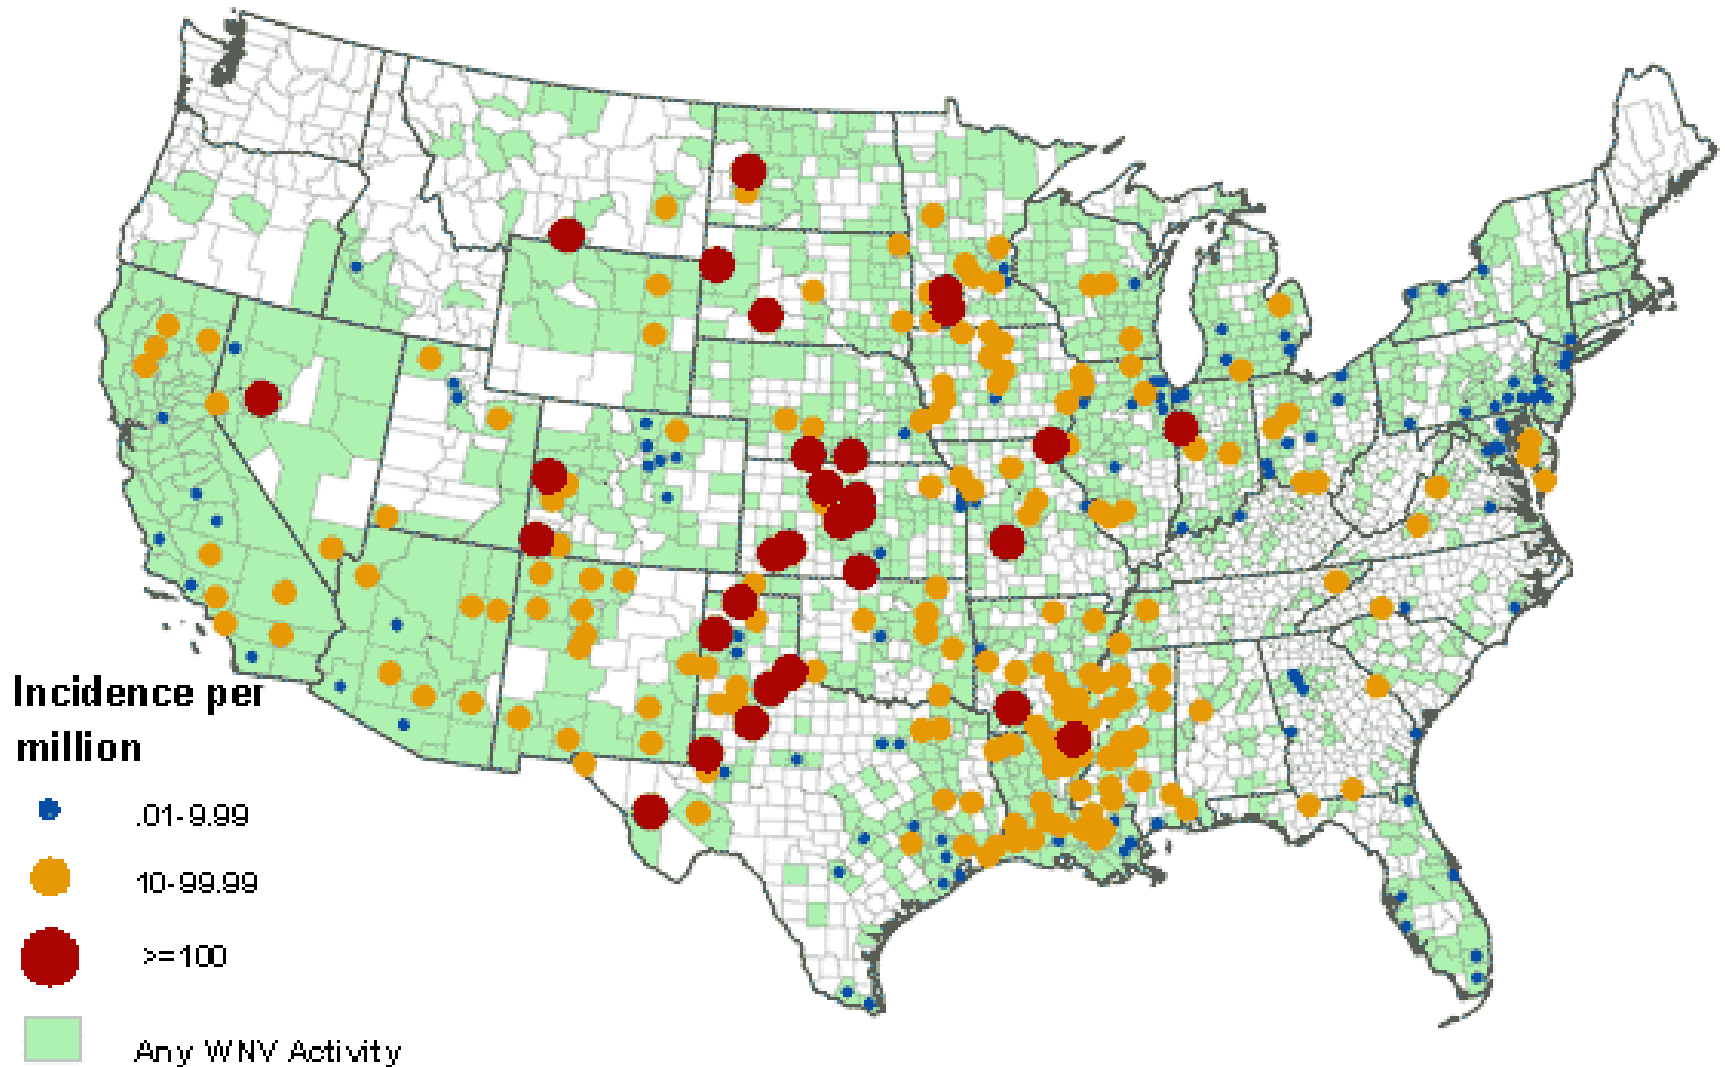 Incidence per
million
.01-9.99
10-99.99
>=100
Any WNV Activity